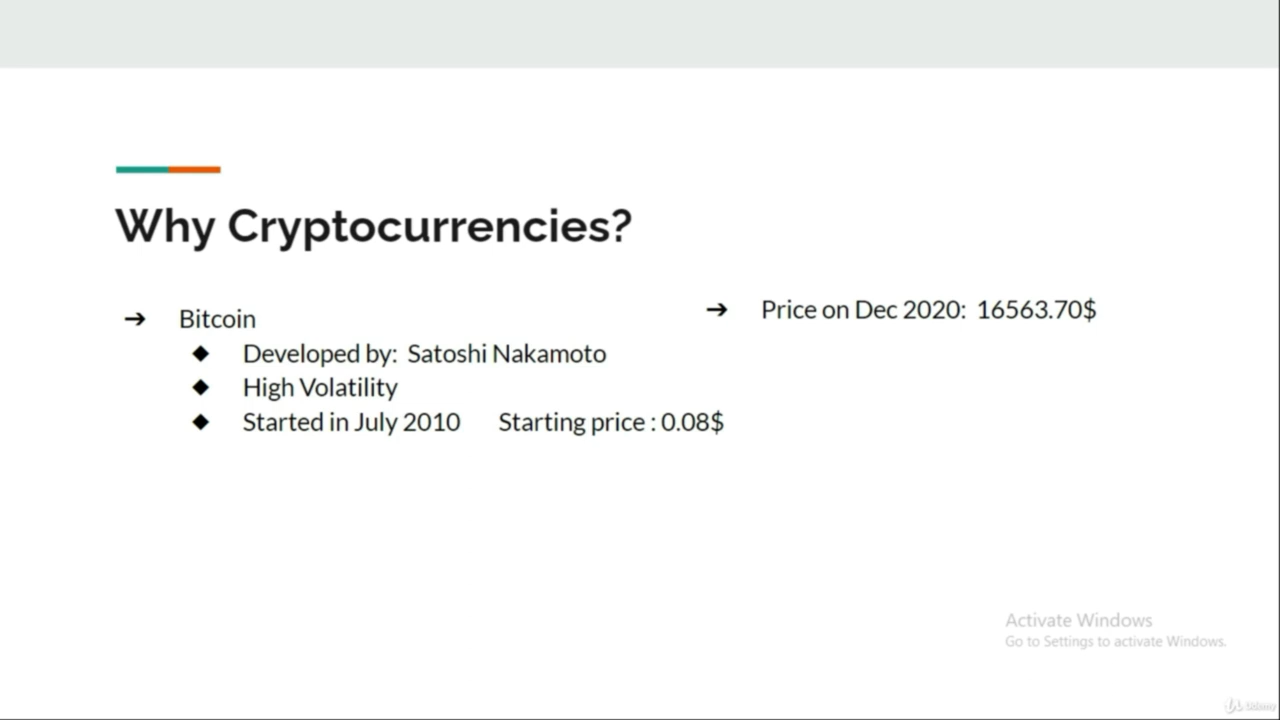 Why Cryptocurrencies?
➔ Bitcoin
◆ Developed by: Satoshi Nakamoto
◆ High Volatility
◆ Started in July 2010 Starting price : 0.08$
➔ Price on Dec 2020: 16563.70$
Activate Windows
Go to Settings to activate Windows.
Udemy